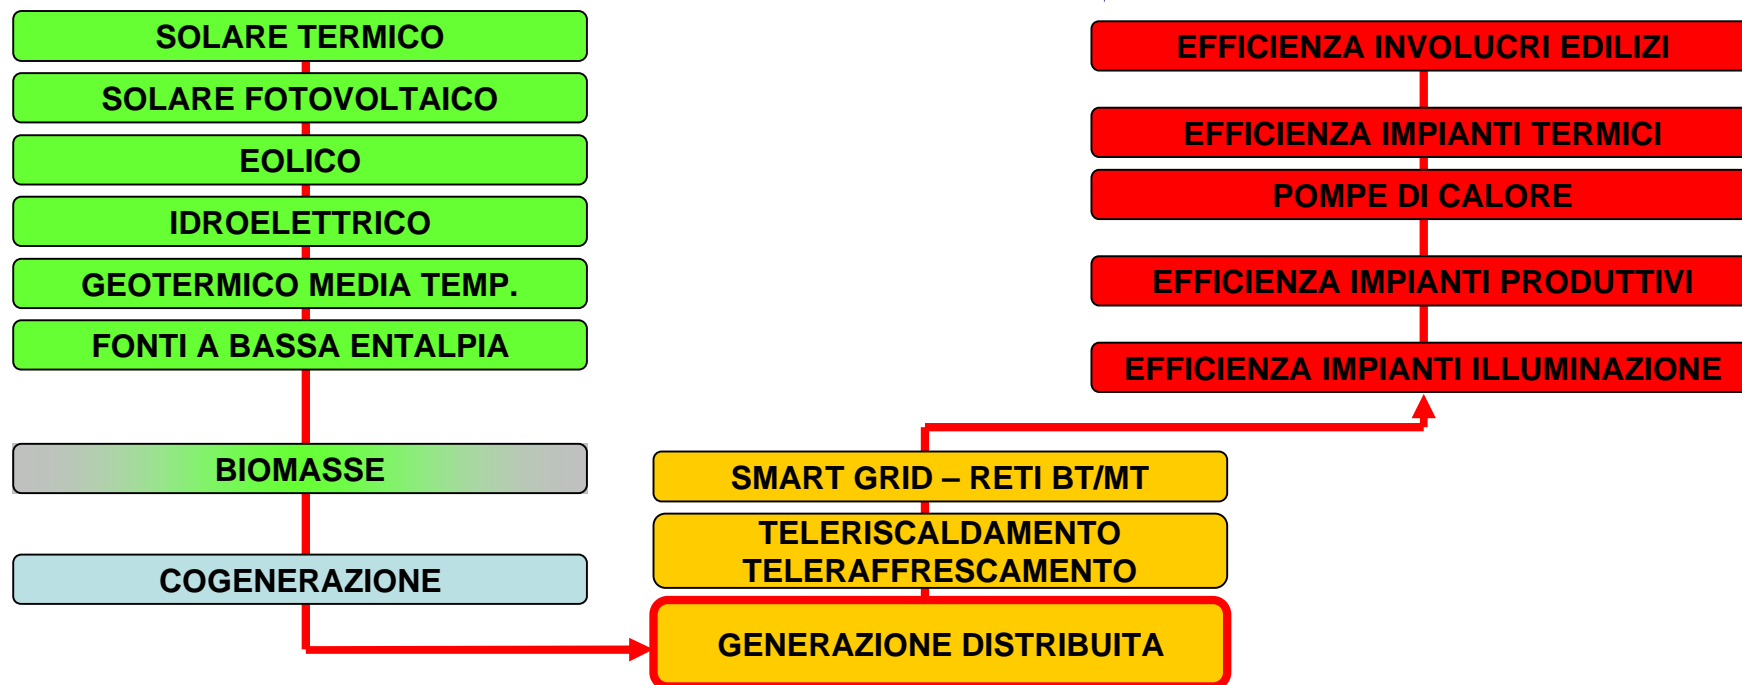 SOLARE TERMICO
SOLARE FOTOVOLTAICO
EOLICO
IDROELETTRICO
GEOTERMICO MEDIA TEMP.
FONTI A BASSA ENTALPIA
BIOMASSE
COGENERAZIONE
SMART GRID – RETI BT/MT
TELERISCALDAMENTO
TELERAFFRESCAMENTO
GENERAZIONE DISTRIBUITA
EFFICIENZA INVOLUCRI EDILIZI
EFFICIENZA IMPIANTI TERMICI
POMPE DI CALORE
EFFICIENZA IMPIANTI PRODUTTIVI
EFFICIENZA IMPIANTI ILLUMINAZIONE